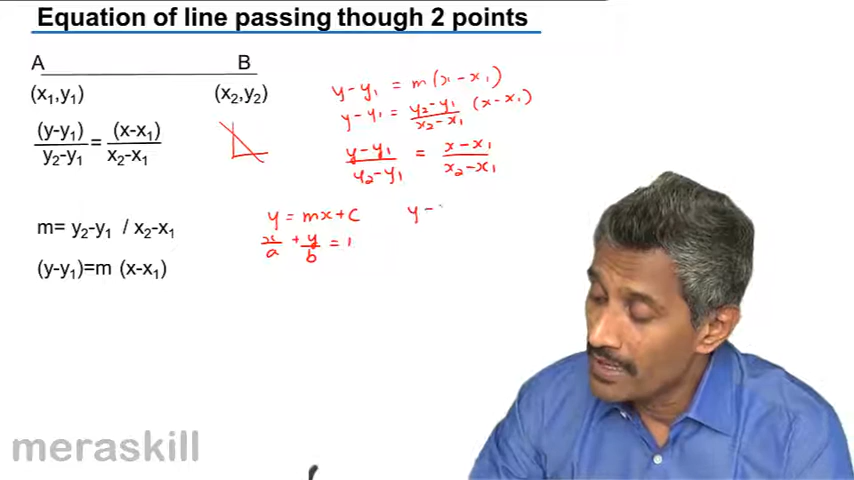 Equation of line passing though 2 points
A B
(x₁,y₁) (x₂,y₂)
(y-y₁) / y₂-y₁ = (x-x₁) / x₂-x₁
m= y₂-y₁ / x₂-x₁
(y-y₁)=m (x-x₁)
y-y₁ = m(x-x₁)
y-y₁ = y₂-y₁ / x₂-x₁ (x-x₁)
y-y₁ / y₂-y₁ = x-x₁ / x₂-x₁
y = mx+c
x/a + y/b = 1
y-
meraskill